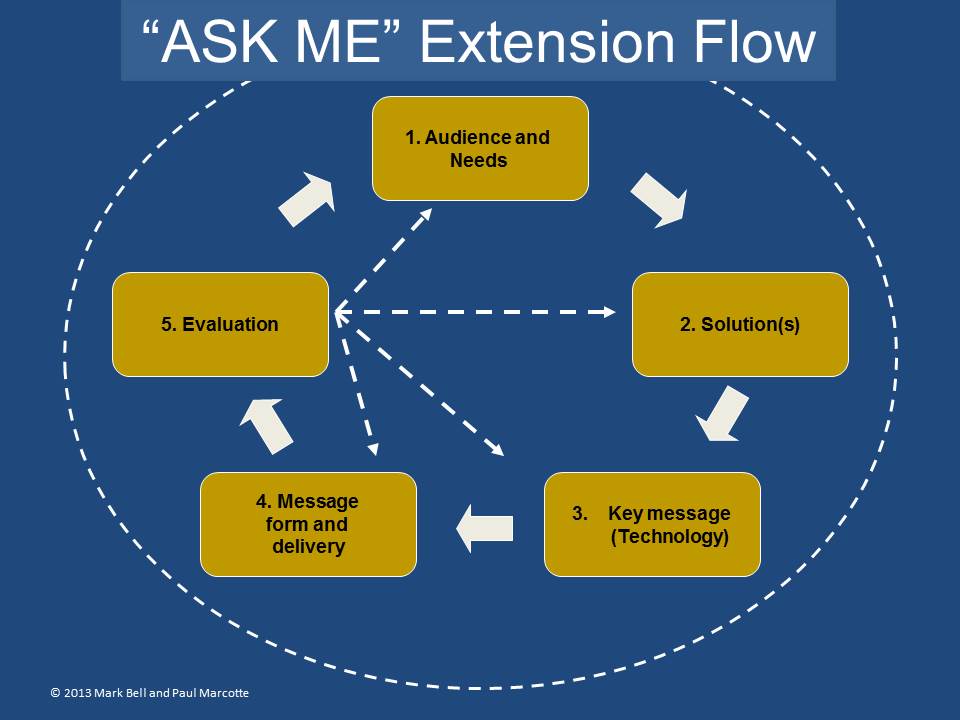 “ASK ME” Extension Flow
1. Audience and
Needs
5. Evaluation
2. Solution(s)
4. Message
form and
delivery
3. Key message
(Technology)
© 2013 Mark Bell and Paul Marcotte